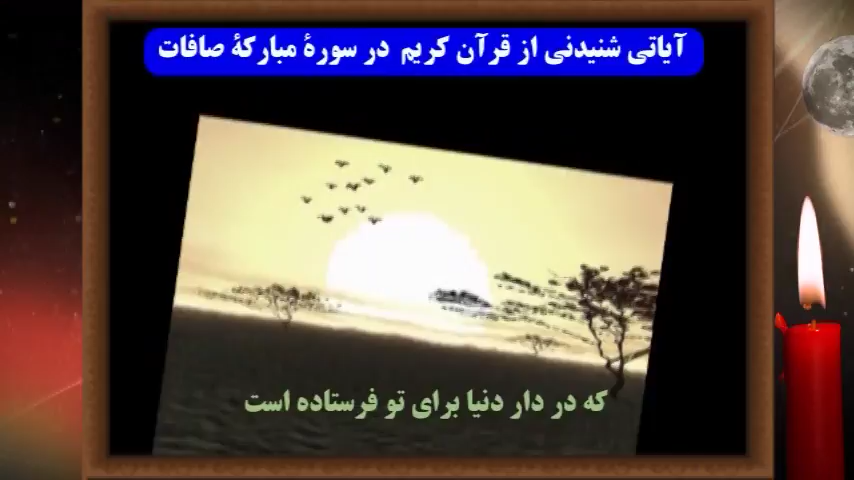 آیاتی شنیدنی از قرآن کریم در سورهٔ مبارکهٔ صافات
که در دار دنیا برای تو فرستاده است